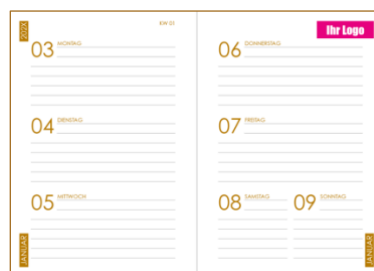 202X
KW 01
03 MONTAG
04 DIENSTAG
05 MITTWOCH
JANUAR
Ihr Logo
06 DONNERSTAG
07 FREITAG
08 SAMSTAG
09 SONNTAG
JANUAR